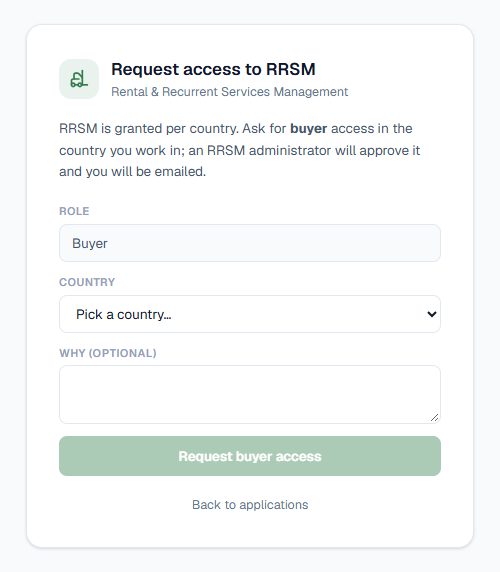 Request access to RRSM
Rental & Recurrent Services Management
RRSM is granted per country. Ask for buyer access in the
country you work in; an RRSM administrator will approve it
and you will be emailed.
ROLE
Buyer
COUNTRY
Pick a country...
WHY (OPTIONAL)
Request buyer access
Back to applications